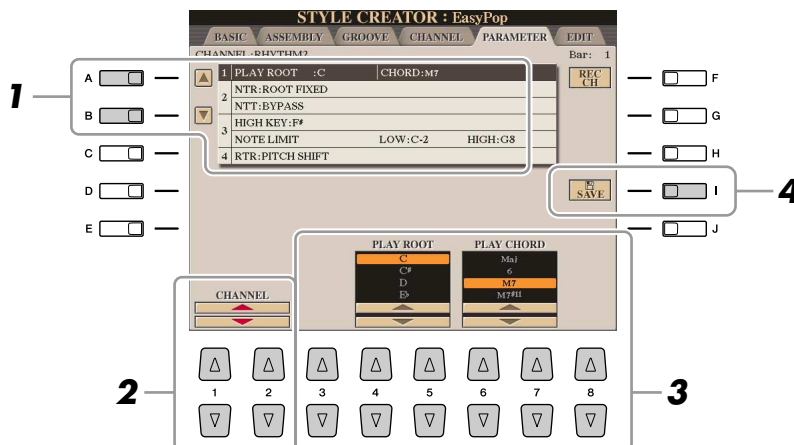 STYLE CREATOR : EasyPop
BASIC ASSEMBLY GROOVE CHANNEL PARAMETER EDIT
CHANNEL:RHYTHM2 Bar: 1
1 PLAY ROOT :C CHORD:M7
2 NTR:ROOT FIXED
NTT:BYPASS
3 HIGH KEY:F♯
NOTE LIMIT LOW:C-2 HIGH:G8
4 RTR:PITCH SHIFT
REC CH
SAVE
A
B
C
D
E
F
G
H
I
J
1
4
PLAY ROOT PLAY CHORD
C Maj
C♯ 6
D M7
E♭ M7♯11
CHANNEL
1 2 3 4 5 6 7 8
2
3